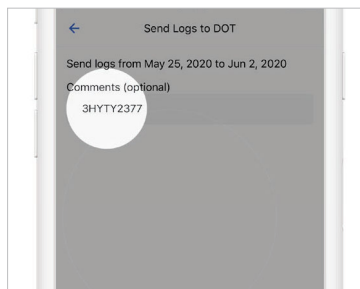 Send Logs to DOT
Send logs from May 25, 2020 to Jun 2, 2020
Comments (optional)
3HYTY2377